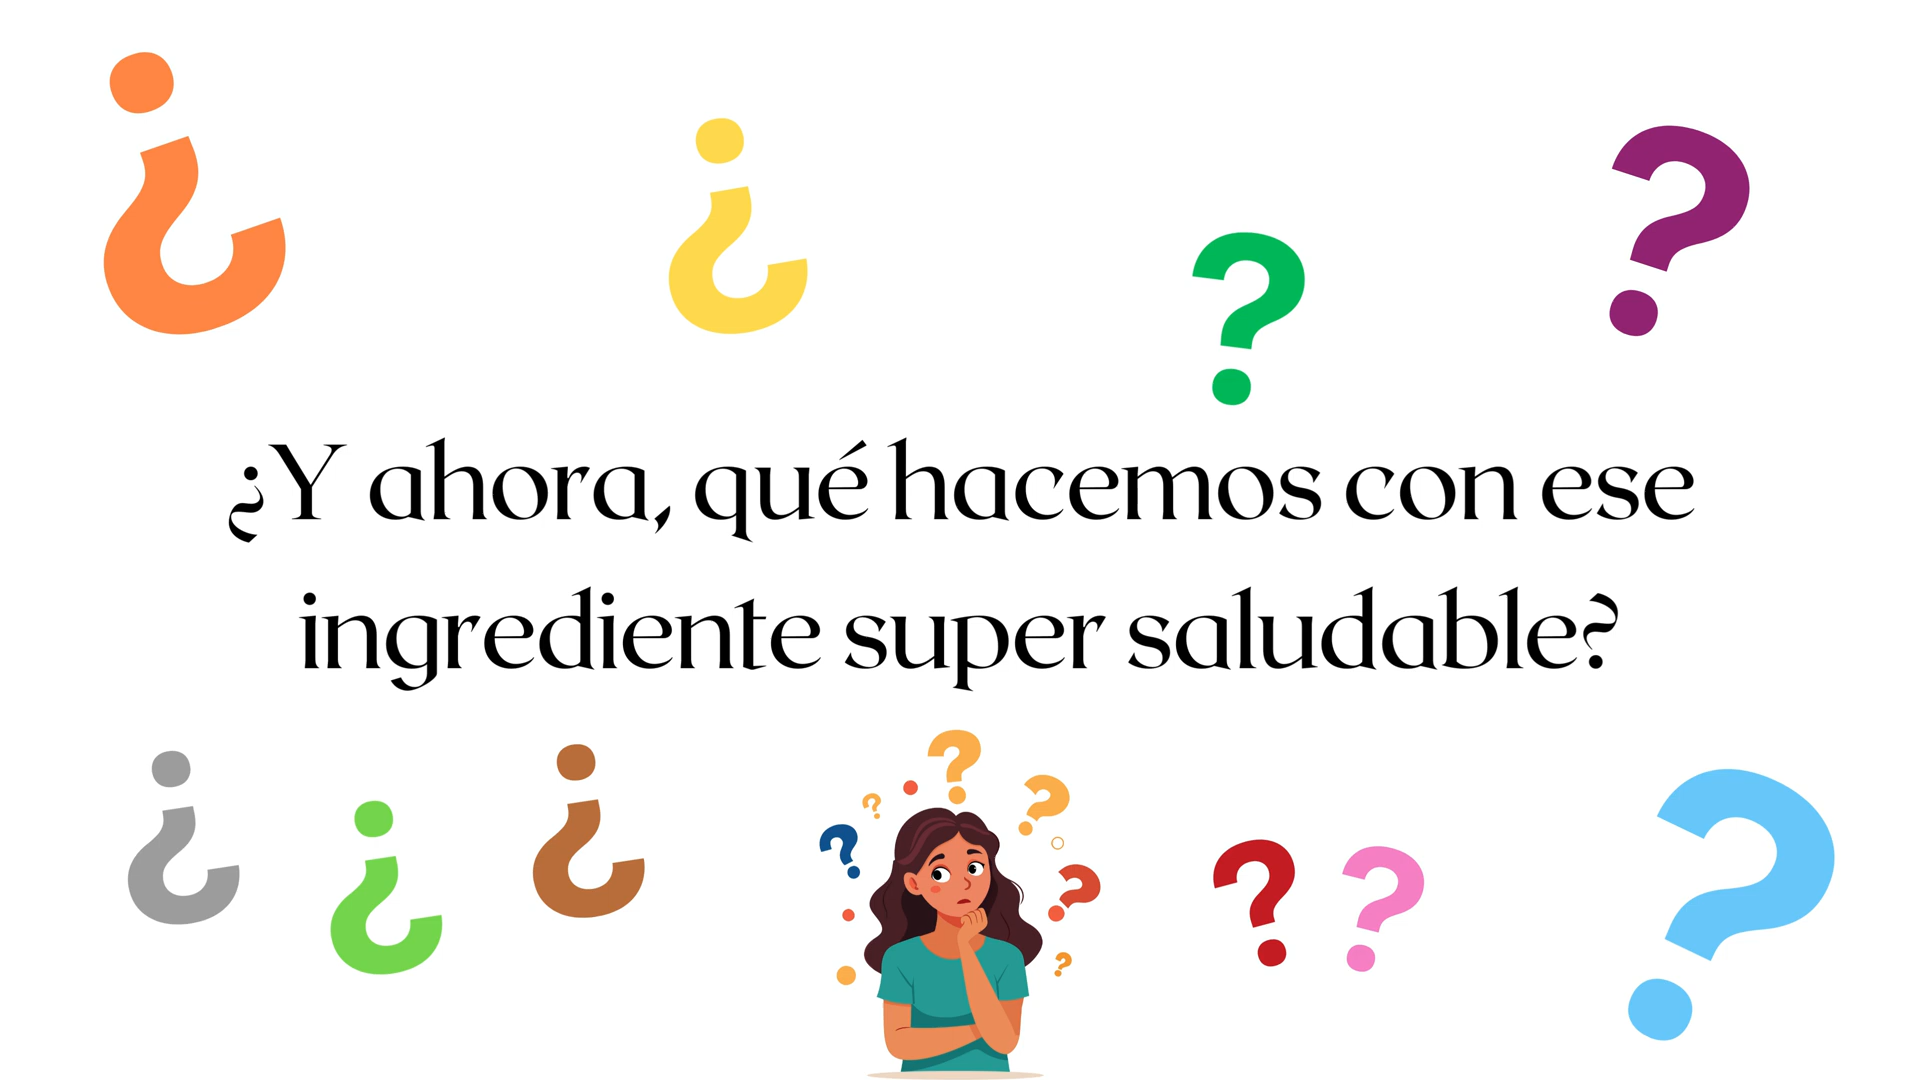 ¿Y ahora, qué hacemos con ese
ingrediente super saludable?